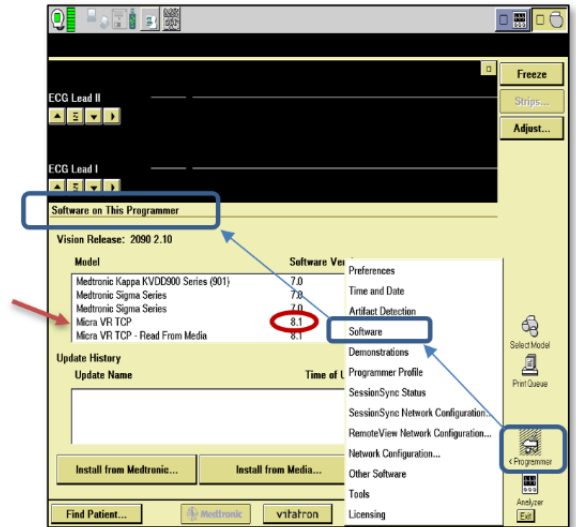 Freeze
ECG Lead II
Strips...
Adjust...
ECG Lead I
Software on This Programmer
Vision Release: 2090 2.10
Model Software Ver
Medtronic Kappa KVDD900 Series (901) 7.0
Medtronic Sigma Series 7.0
Medtronic Sigma Series 7.0
Micra VR TCP 8.1
Micra VR TCP - Read From Media 8.1
Update History
Update Name Time of U
Install from Medtronic...
Install from Media...
Preferences
Time and Date
Artifact Detection
Software
Demonstrations
Programmer Profile
SessionSync Status
SessionSync Network Configuration...
RemoteView Network Configuration...
Network Configuration...
Other Software
Tools
Licensing
Select Model
Print Queue
< Programmer
Analyzer
Exit
Find Patient...
Medtronic
vitatron